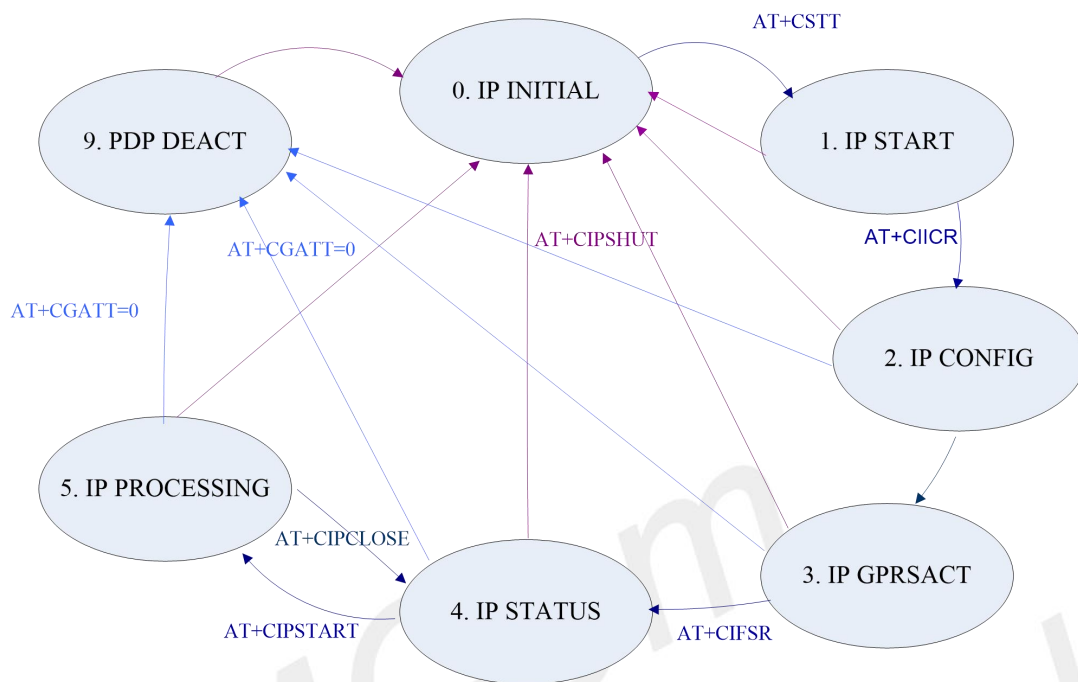 AT+CSTT
0. IP INITIAL
9. PDP DEACT
1. IP START
AT+CIICR
AT+CGATT=0
AT+CIPSHUT
AT+CGATT=0
2. IP CONFIG
5. IP PROCESSING
AT+CIPCLOSE
3. IP GPRSACT
4. IP STATUS
AT+CIPSTART
AT+CIFSR